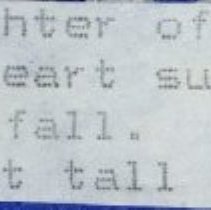 hter of
eart su
fall.
t tall